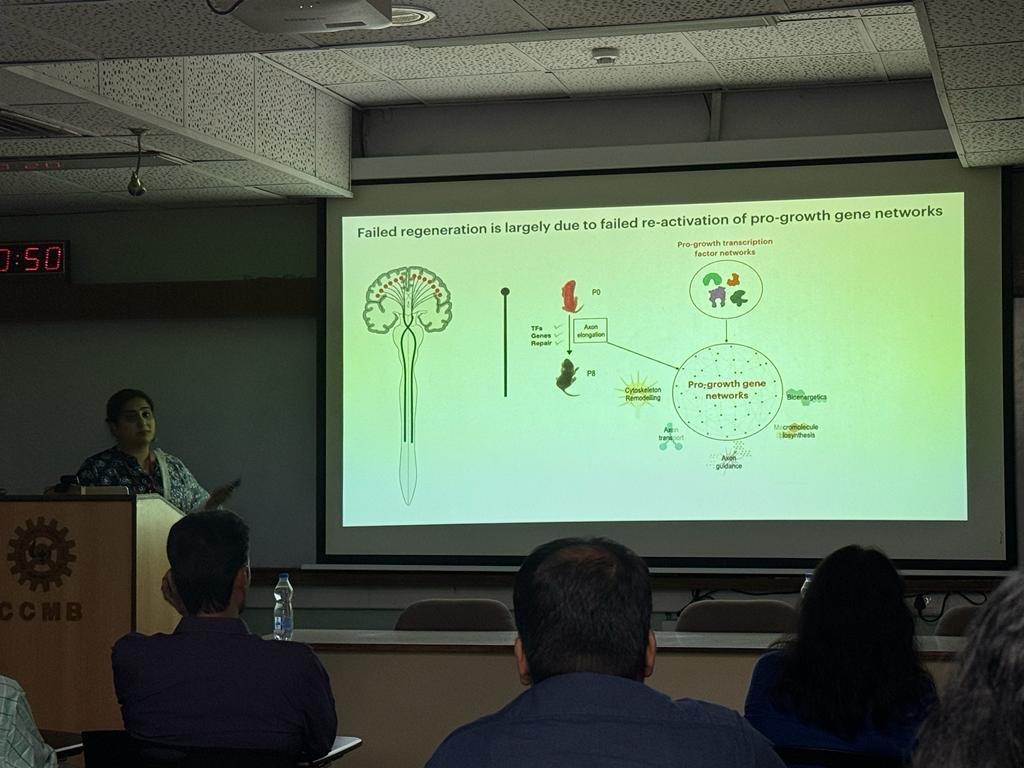 Failed regeneration is largely due to failed re-activation of pro-growth gene networks
Pro-growth transcription
factor networks
P0
TFs
Genes
Repair
Axon
elongation
P8
Pro-growth gene
networks
Cytoskeleton
Remodelling
Bioenergetics
Axon
transport
Macromolecule
biosynthesis
Axon
guidance
:50
CCMB